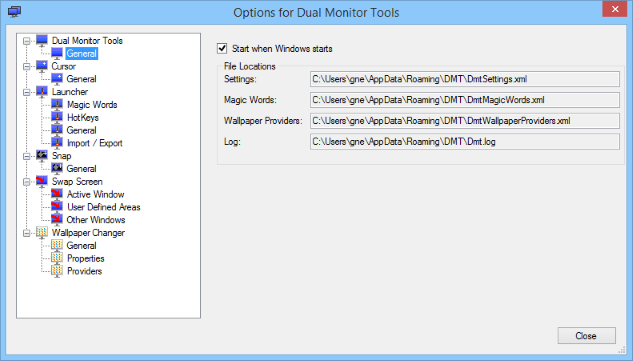 Options for Dual Monitor Tools
Dual Monitor Tools
General
Cursor
General
Launcher
Magic Words
HotKeys
General
Import / Export
Snap
General
Swap Screen
Active Window
User Defined Areas
Other Windows
Wallpaper Changer
General
Properties
Providers
Start when Windows starts
File Locations
Settings: C:\Users\gne\AppData\Roaming\DMT\DmtSettings.xml
Magic Words: C:\Users\gne\AppData\Roaming\DMT\DmtMagicWords.xml
Wallpaper Providers: C:\Users\gne\AppData\Roaming\DMT\DmtWallpaperProviders.xml
Log: C:\Users\gne\AppData\Roaming\DMT\Dmt.log
Close